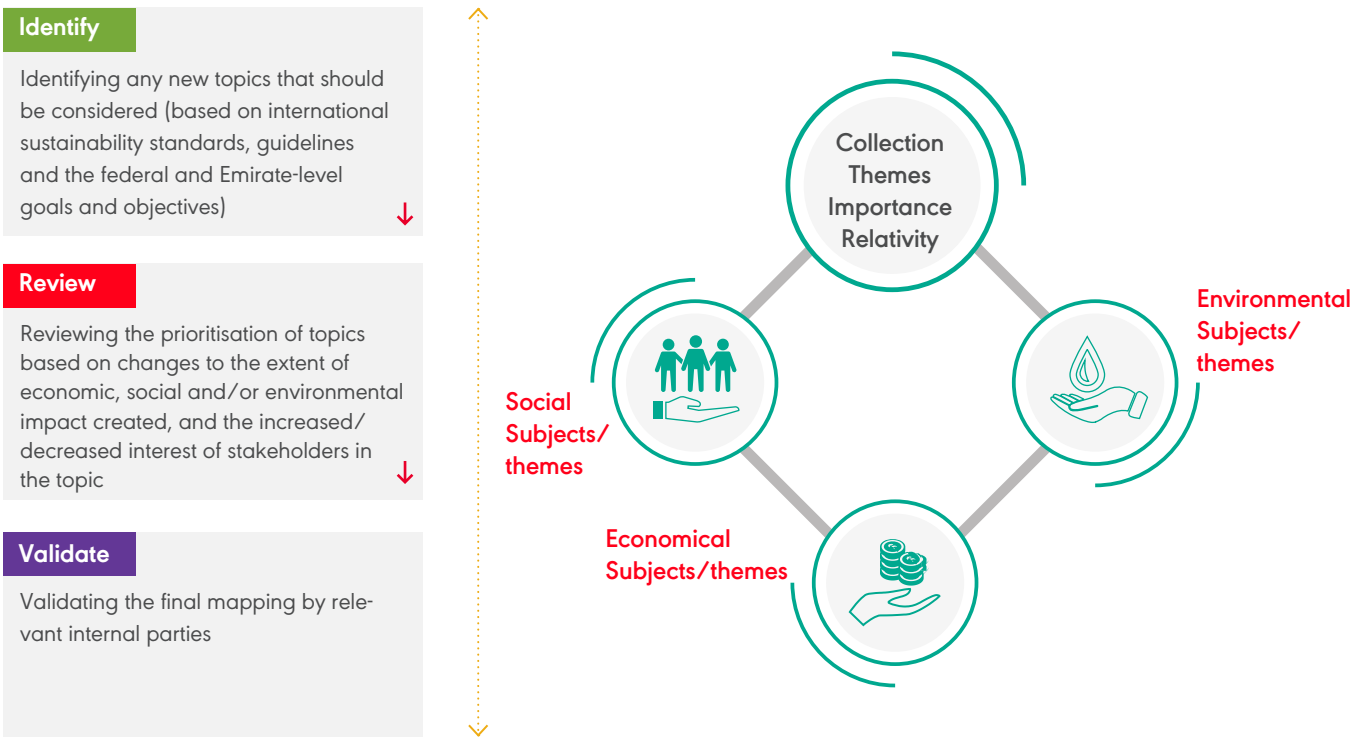 Identify
Identifying any new topics that should
be considered (based on international
sustainability standards, guidelines
and the federal and Emirate-level
goals and objectives)
Review
Reviewing the prioritisation of topics
based on changes to the extent of
economic, social and/or environmental
impact created, and the increased/
decreased interest of stakeholders in
the topic
Validate
Validating the final mapping by rele-
vant internal parties
Collection
Themes
Importance
Relativity
Environmental
Subjects/
themes
Social
Subjects/
themes
Economical
Subjects/themes